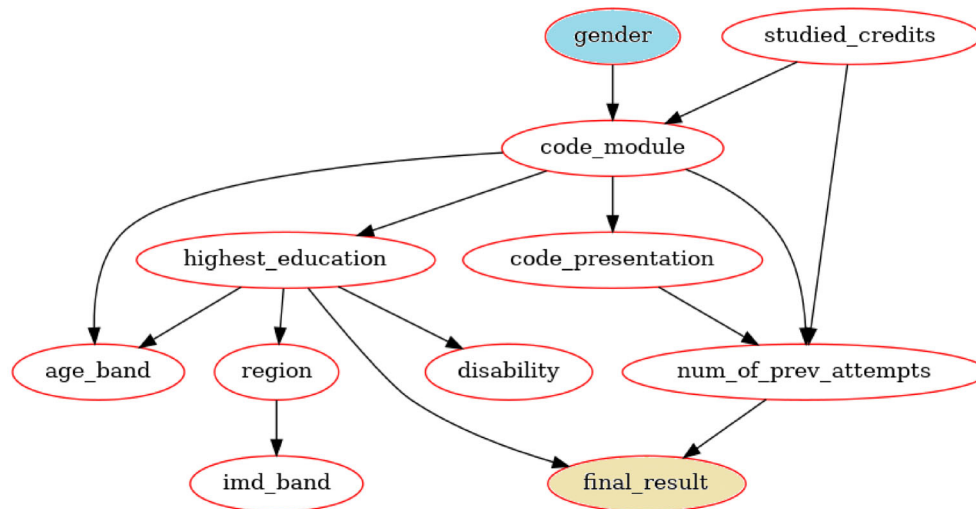 gender
studied_credits
code_module
highest_education
code_presentation
age_band
region
disability
num_of_prev_attempts
imd_band
final_result